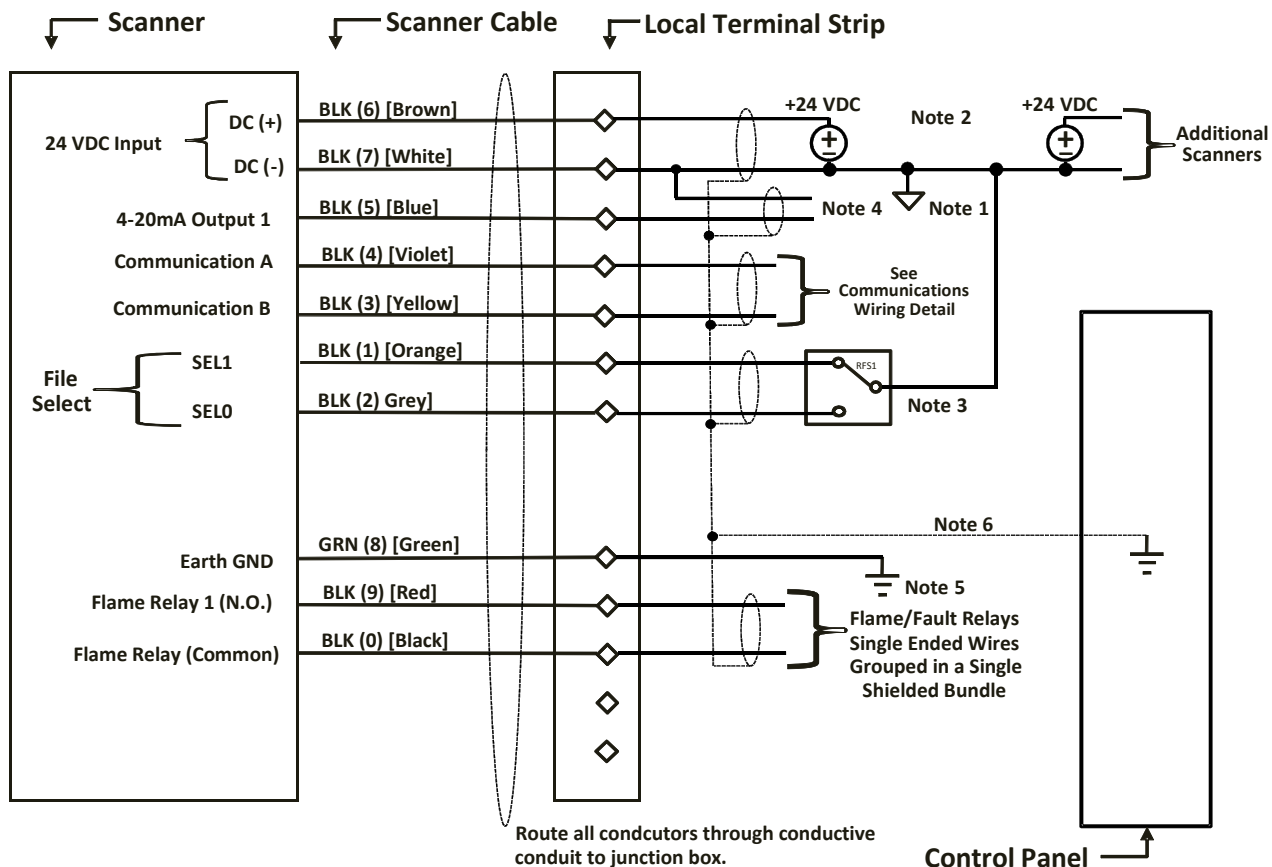 Scanner
Scanner Cable
Local Terminal Strip
24 VDC Input
DC (+)
BLK (6) [Brown]
+24 VDC
Note 2
+24 VDC
Additional
Scanners
DC (-)
BLK (7) [White]
4-20mA Output 1
BLK (5) [Blue]
Note 4
Note 1
Communication A
BLK (4) [Violet]
See
Communications
Wiring Detail
Communication B
BLK (3) [Yellow]
File
Select
SEL1
BLK (1) [Orange]
RFS1
SEL0
BLK (2) Grey]
Note 3
Note 6
Earth GND
GRN (8) [Green]
Note 5
Flame Relay 1 (N.O.)
BLK (9) [Red]
Flame/Fault Relays
Single Ended Wires
Grouped in a Single
Shielded Bundle
Flame Relay (Common)
BLK (0) [Black]
Route all condcutors through conductive
conduit to junction box.
Control Panel